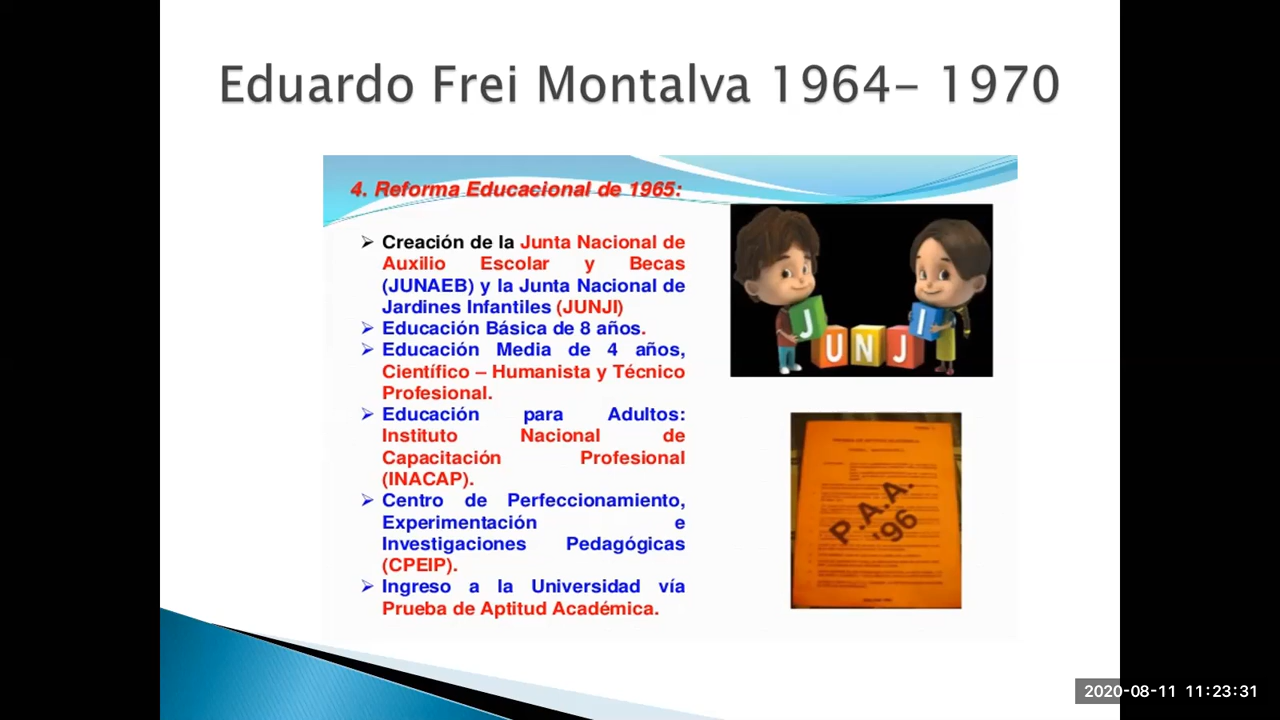 Eduardo Frei Montalva 1964– 1970
4. Reforma Educacional de 1965:
➢ Creación de la Junta Nacional de
Auxilio Escolar y Becas
(JUNAEB) y la Junta Nacional de
Jardines Infantiles (JUNJI)
➢ Educación Básica de 8 años.
➢ Educación Media de 4 años,
Científico – Humanista y Técnico
Profesional.
➢ Educación para Adultos:
Instituto Nacional de
Capacitación Profesional
(INACAP).
➢ Centro de Perfeccionamiento,
Experimentación e
Investigaciones Pedagógicas
(CPEIP).
➢ Ingreso a la Universidad vía
Prueba de Aptitud Académica.
JUNJI
P.A.A.
'96
2020-08-11 11:23:31